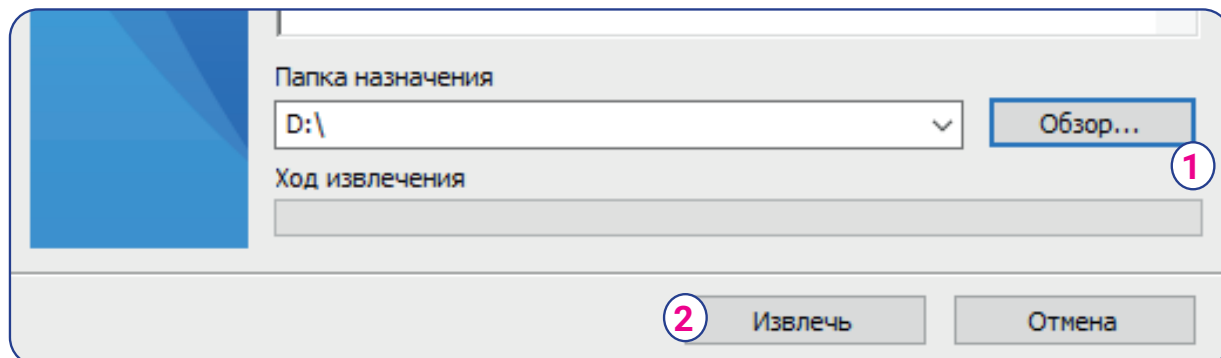 Папка назначения
D:\
Обзор...
1
Ход извлечения
2
Извлечь
Отмена